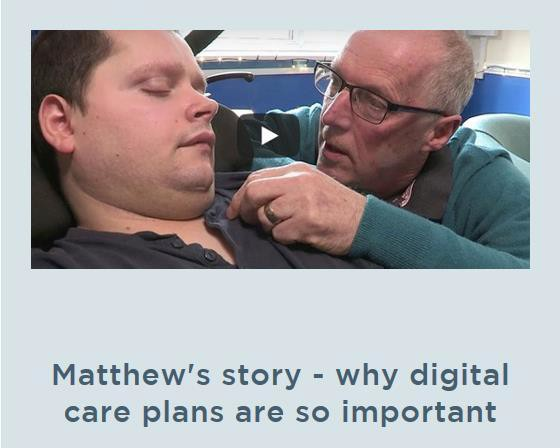 Matthew's story - why digital
care plans are so important